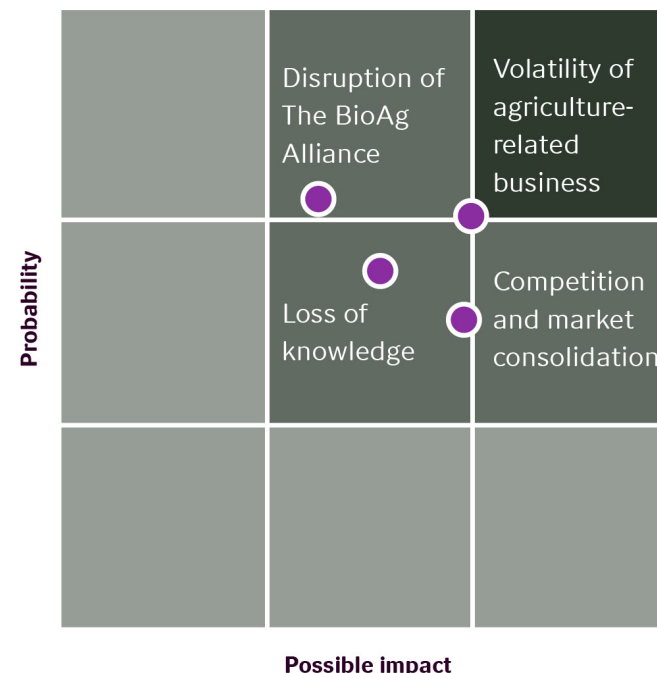 Disruption of
The BioAg
Alliance
Volatility of
agriculture-
related
business
Loss of
knowledge
Competition
and market
consolidation
Probability
Possible impact